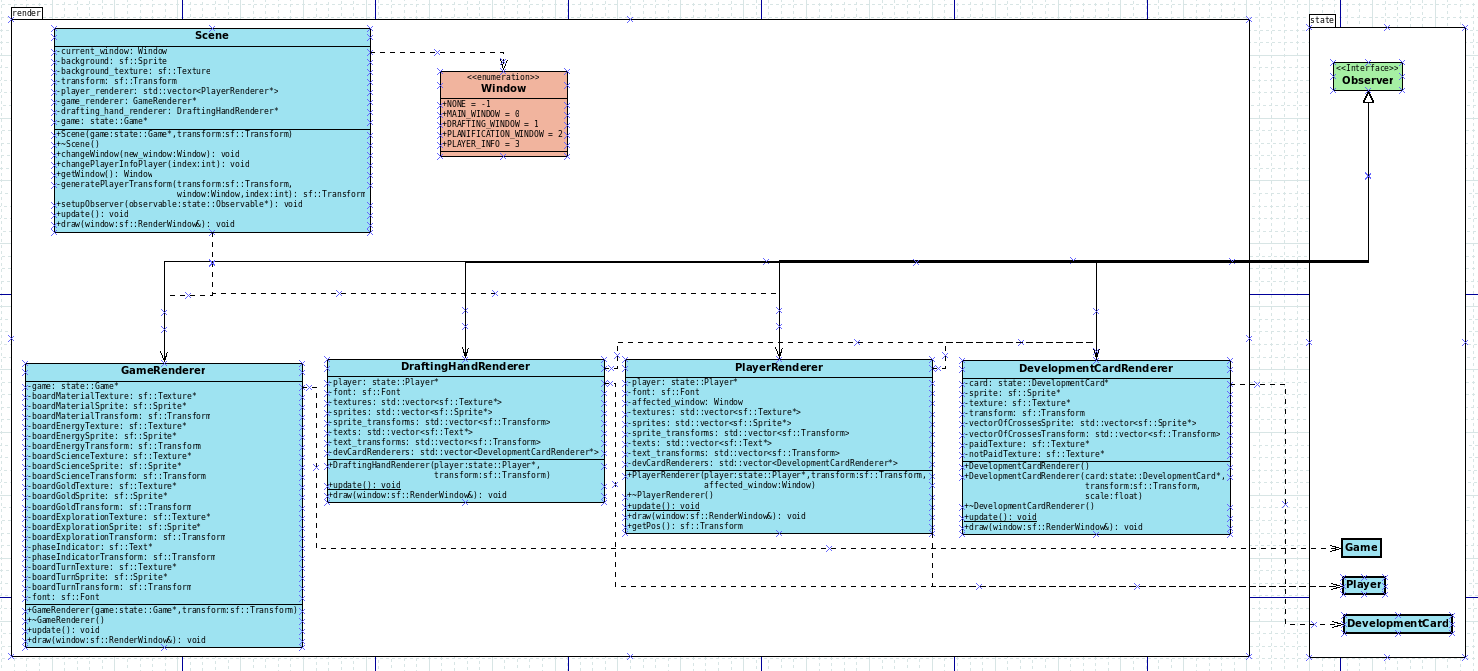 render
Scene
-current_window: Window
-background: sf::Sprite
-background_texture: sf::Texture
-transform: sf::Transform
-player_renderer: std::vector<PlayerRenderer*>
-game_renderer: GameRenderer*
-drafting_hand_renderer: DraftingHandRenderer*
-game: state::Game*
+Scene(game:state::Game*,transform:sf::Transform)
+~Scene()
+changeWindow(new_window:Window): void
+changePlayerInfoPlayer(index:int): void
+getWindow(): Window
-generatePlayerTransform(transform:sf::Transform,
window:Window,index:int): sf::Transform
+setupObserver(observable:state::Observable*): void
+update(): void
+draw(window:sf::RenderWindow&): void
<<enumeration>>
Window
+NONE = -1
+MAIN_WINDOW = 0
+DRAFTING_WINDOW = 1
+PLANIFICATION_WINDOW = 2
+PLAYER_INFO = 3
state
<<Interface>>
Observer
GameRenderer
-game: state::Game*
-boardMaterialTexture: sf::Texture*
-boardMaterialSprite: sf::Sprite*
-boardMaterialTransform: sf::Transform
-boardEnergyTexture: sf::Texture*
-boardEnergySprite: sf::Sprite*
-boardEnergyTransform: sf::Transform
-boardScienceTexture: sf::Texture*
-boardScienceSprite: sf::Sprite*
-boardScienceTransform: sf::Transform
-boardGoldTexture: sf::Texture*
-boardGoldSprite: sf::Sprite*
-boardGoldTransform: sf::Transform
-boardExplorationTexture: sf::Texture*
-boardExplorationSprite: sf::Sprite*
-boardExplorationTransform: sf::Transform
-phaseIndicator: sf::Text*
-phaseIndicatorTransform: sf::Transform
-boardTurnTexture: sf::Texture*
-boardTurnSprite: sf::Sprite*
-boardTurnTransform: sf::Transform
-font: sf::Font
+GameRenderer(game:state::Game*,transform:sf::Transform)
+~GameRenderer()
+update(): void
+draw(window:sf::RenderWindow&): void
DraftingHandRenderer
-player: state::Player*
-font: sf::Font
-textures: std::vector<sf::Texture*>
-sprites: std::vector<sf::Sprite*>
-sprite_transforms: std::vector<sf::Transform>
-texts: std::vector<sf::Text*>
-text_transforms: std::vector<sf::Transform>
-devCardRenderers: std::vector<DevelopmentCardRenderer*>
+DraftingHandRenderer(player:state::Player*,
transform:sf::Transform)
+update(): void
+draw(window:sf::RenderWindow&): void
PlayerRenderer
-player: state::Player*
-font: sf::Font
-affected_window: Window
-textures: std::vector<sf::Texture*>
-sprites: std::vector<sf::Sprite*>
-sprite_transforms: std::vector<sf::Transform>
-texts: std::vector<sf::Text*>
-text_transforms: std::vector<sf::Transform>
-devCardRenderers: std::vector<DevelopmentCardRenderer*>
+PlayerRenderer(player:state::Player*,transform:sf::Transform,
affected_window:Window)
+~PlayerRenderer()
+update(): void
+draw(window:sf::RenderWindow&): void
+getPos(): sf::Transform
DevelopmentCardRenderer
-card: state::DevelopmentCard*
-sprite: sf::Sprite*
-texture: sf::Texture*
-transform: sf::Transform
-vectorOfCrossesSprite: std::vector<sf::Sprite*>
-vectorOfCrossesTransform: std::vector<sf::Transform>
-paidTexture: sf::Texture*
-notPaidTexture: sf::Texture*
+DevelopmentCardRenderer()
+DevelopmentCardRenderer(card:state::DevelopmentCard*,
transform:sf::Transform,
scale:float)
+~DevelopmentCardRenderer()
+update(): void
+draw(window:sf::RenderWindow&): void
Game
Player
DevelopmentCard